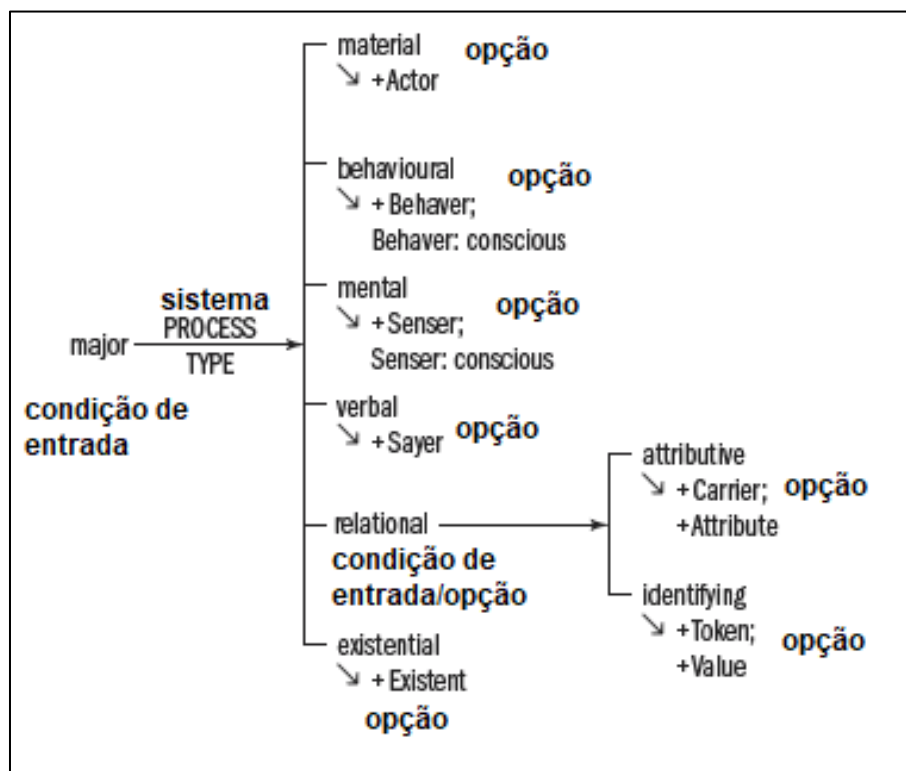 material opção
↘ +Actor
behavioural opção
↘ + Behaver;
Behaver: conscious
mental opção
↘ +Senser;
Senser: conscious
sistema
major PROCESS
TYPE
condição de
entrada
verbal
↘ +Sayer opção
relational
condição de
entrada/opção
attributive
↘ +Carrier; opção
+Attribute
identifying
↘ +Token; opção
+Value
existential
↘ +Existent
opção